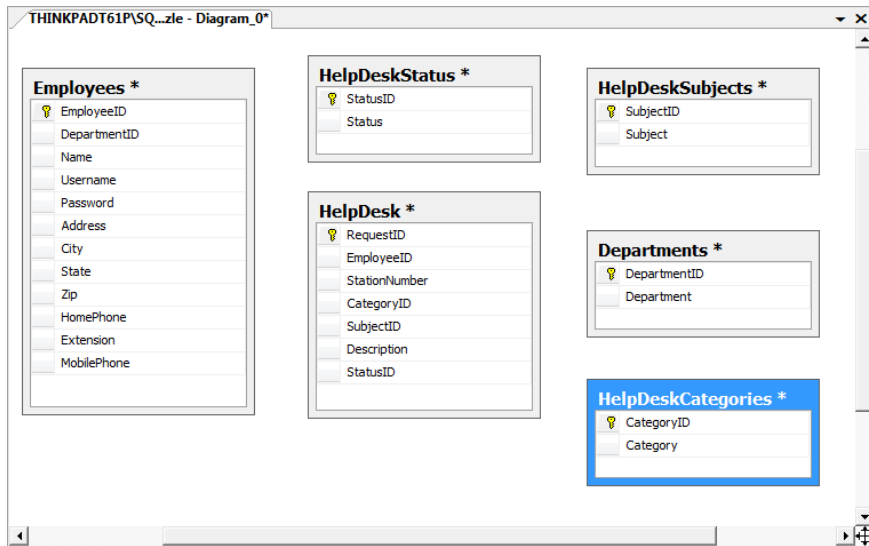 THINKPADT61P\SQ...zle - Diagram_0*
Employees *
EmployeeID
DepartmentID
Name
Username
Password
Address
City
State
Zip
HomePhone
Extension
MobilePhone
HelpDeskStatus *
StatusID
Status
HelpDesk *
RequestID
EmployeeID
StationNumber
CategoryID
SubjectID
Description
StatusID
HelpDeskSubjects *
SubjectID
Subject
Departments *
DepartmentID
Department
HelpDeskCategories *
CategoryID
Category